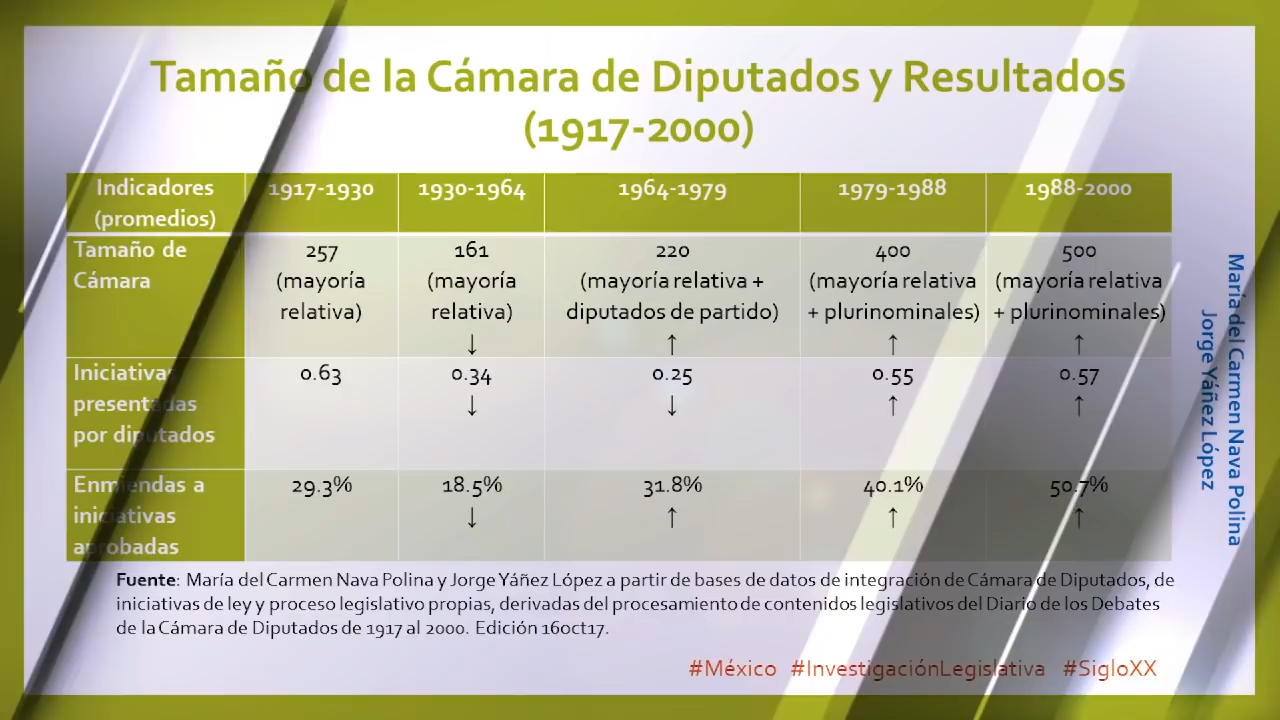 Tamaño de la Cámara de Diputados y Resultados
(1917-2000)
Indicadores (promedios) 1917-1930 1930-1964 1964-1979 1979-1988 1988-2000
Tamaño de Cámara 257 (mayoría relativa) 161 (mayoría relativa) ↓ 220 (mayoría relativa + diputados de partido) ↑ 400 (mayoría relativa + plurinominales) ↑ 500 (mayoría relativa + plurinominales) ↑
Iniciativas presentadas por diputados 0.63 0.34 ↓ 0.25 ↓ 0.55 ↑ 0.57 ↑
Enmiendas a iniciativas aprobadas 29.3% 18.5% ↓ 31.8% ↑ 40.1% ↑ 50.7% ↑
Fuente: María del Carmen Nava Polina y Jorge Yáñez López a partir de bases de datos de integración de Cámara de Diputados, de
iniciativas de ley y proceso legislativo propias, derivadas del procesamiento de contenidos legislativos del Diario de los Debates
de la Cámara de Diputados de 1917 al 2000. Edición 16oct17.
María del Carmen Nava Polina
Jorge Yáñez López
#México #InvestigaciónLegislativa #SigloXX